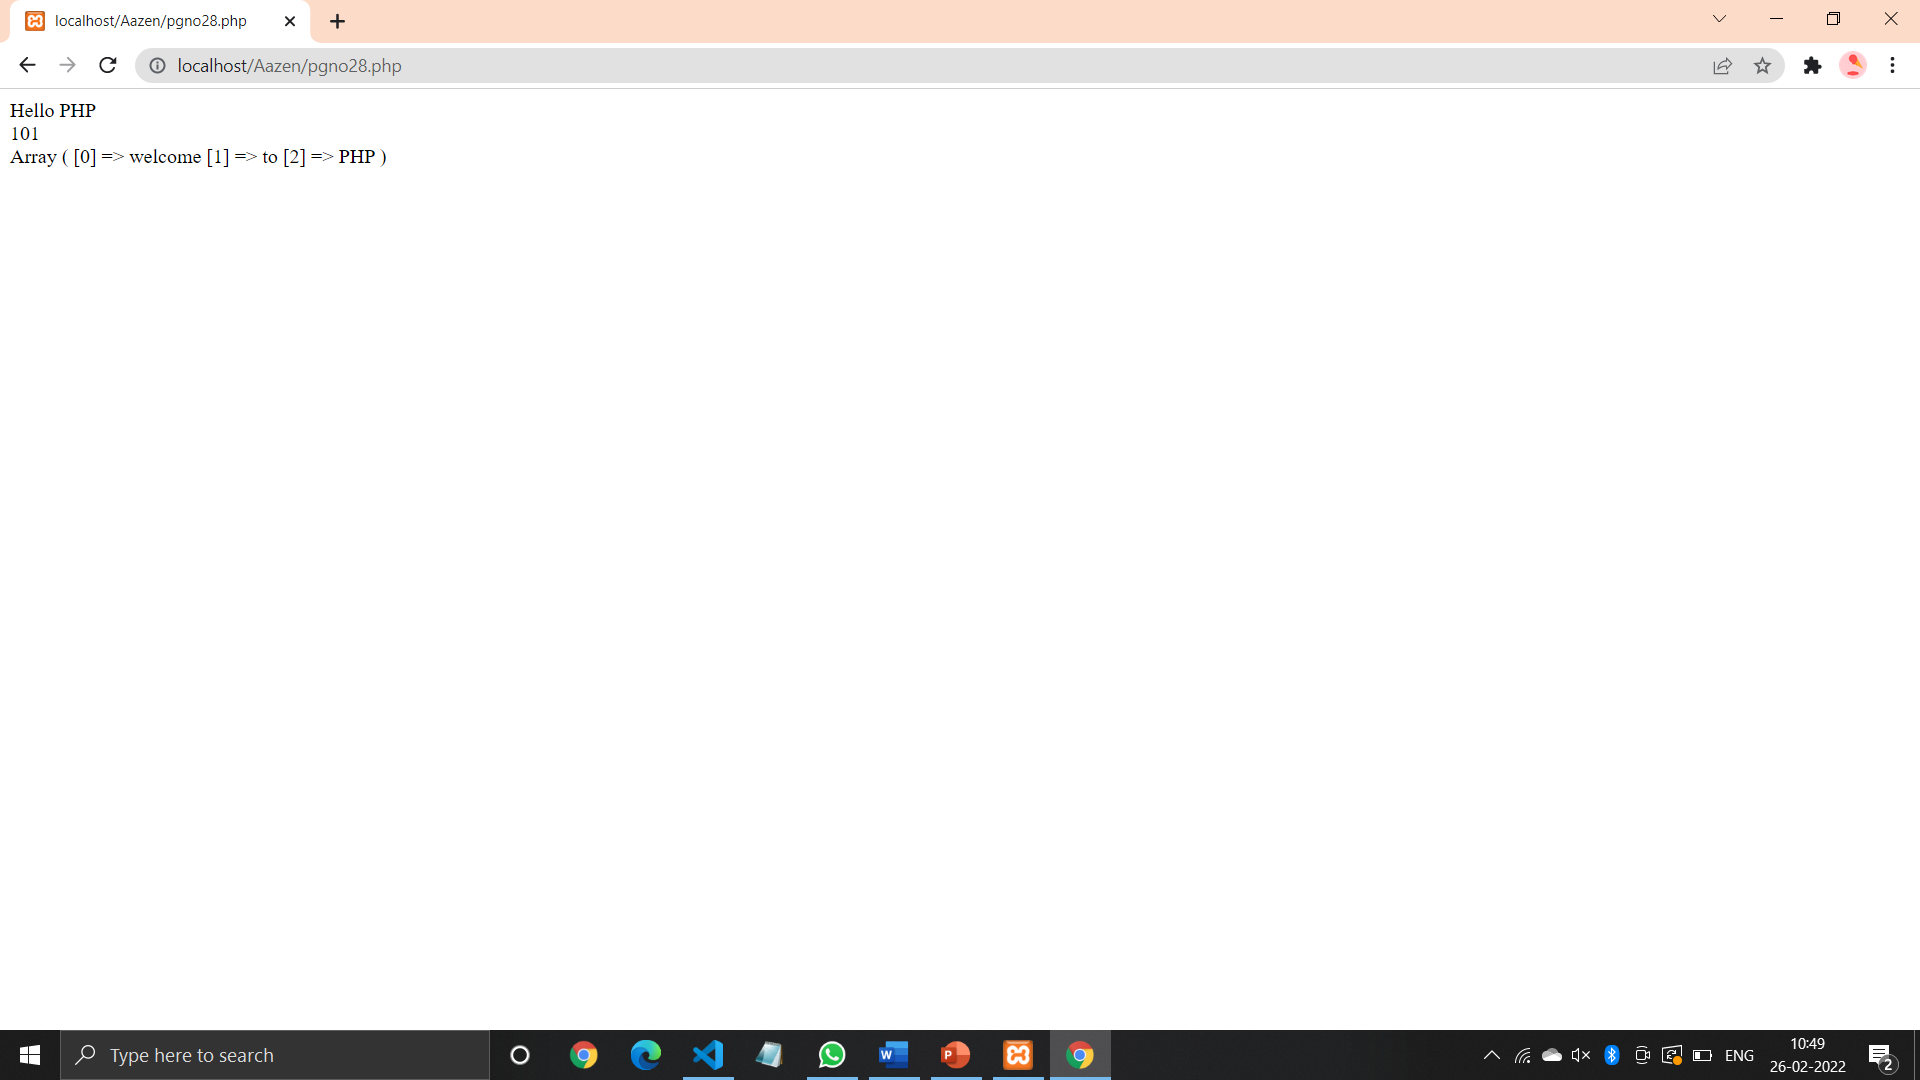 localhost/Aazen/pgno28.php
localhost/Aazen/pgno28.php
Hello PHP
101
Array ( [0] => welcome [1] => to [2] => PHP )
Type here to search
W
P
ENG
10:49
26-02-2022
2